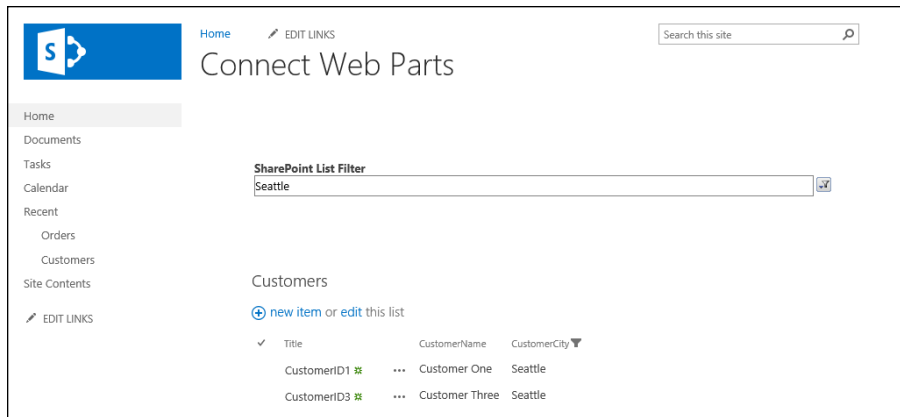 S
Home EDIT LINKS Search this site
Connect Web Parts
Home
Documents
Tasks
Calendar
Recent
Orders
Customers
Site Contents
EDIT LINKS
SharePoint List Filter
Seattle
Customers
new item or edit this list
Title CustomerName CustomerCity
CustomerID1 ... Customer One Seattle
CustomerID3 ... Customer Three Seattle